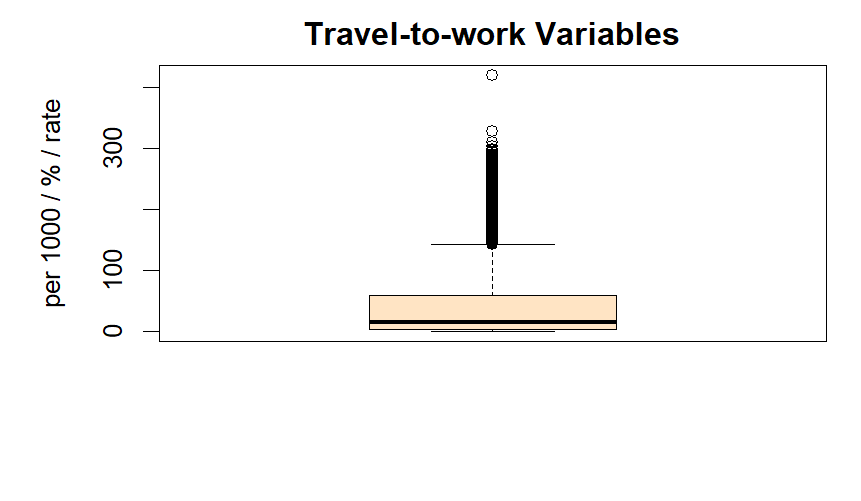 Travel-to-work Variables
per 1000 / % / rate
300
100
0